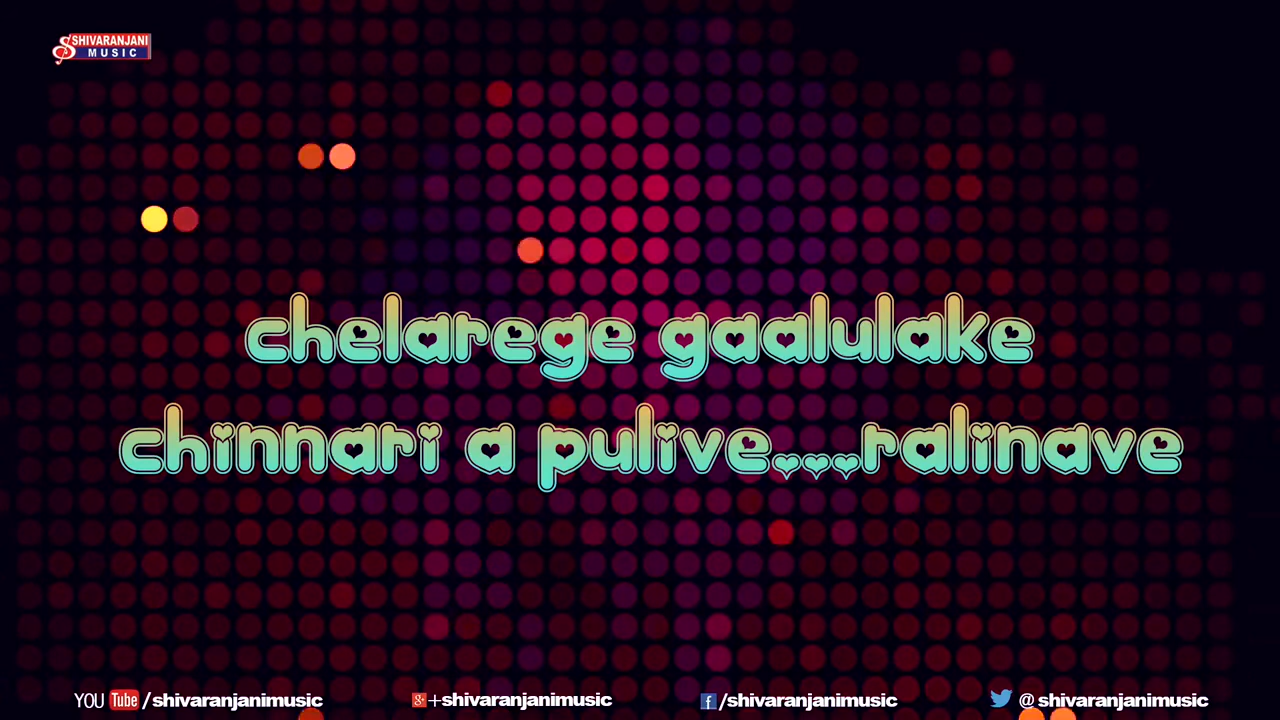 SHIVARANJANI
MUSIC
chelarege gaalulake
chinnari a pulive...ralinave
YOU Tube /shivaranjanimusic
g+ +shivaranjanimusic
f /shivaranjanimusic
@shivaranjanimusic